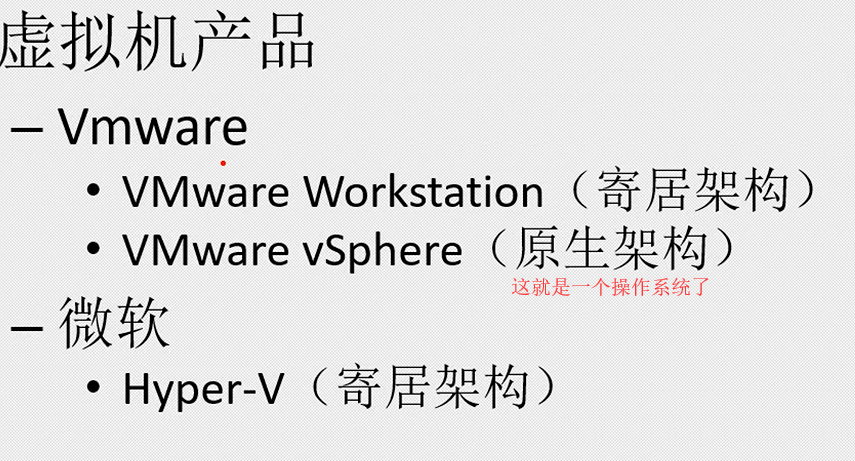 虚拟机产品
– Vmware
• VMware Workstation（寄居架构）
• VMware vSphere（原生架构）
这就是一个操作系统了
– 微软
• Hyper-V（寄居架构）